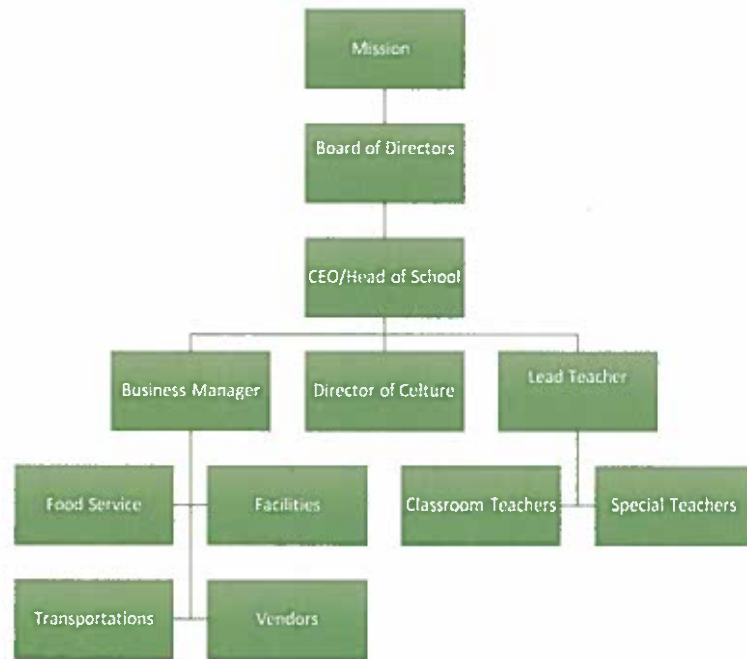 Mission
Board of Directors
CEO/Head of School
Business Manager
Director of Culture
Lead Teacher
Food Service
Facilities
Classroom Teachers
Special Teachers
Transportations
Vendors